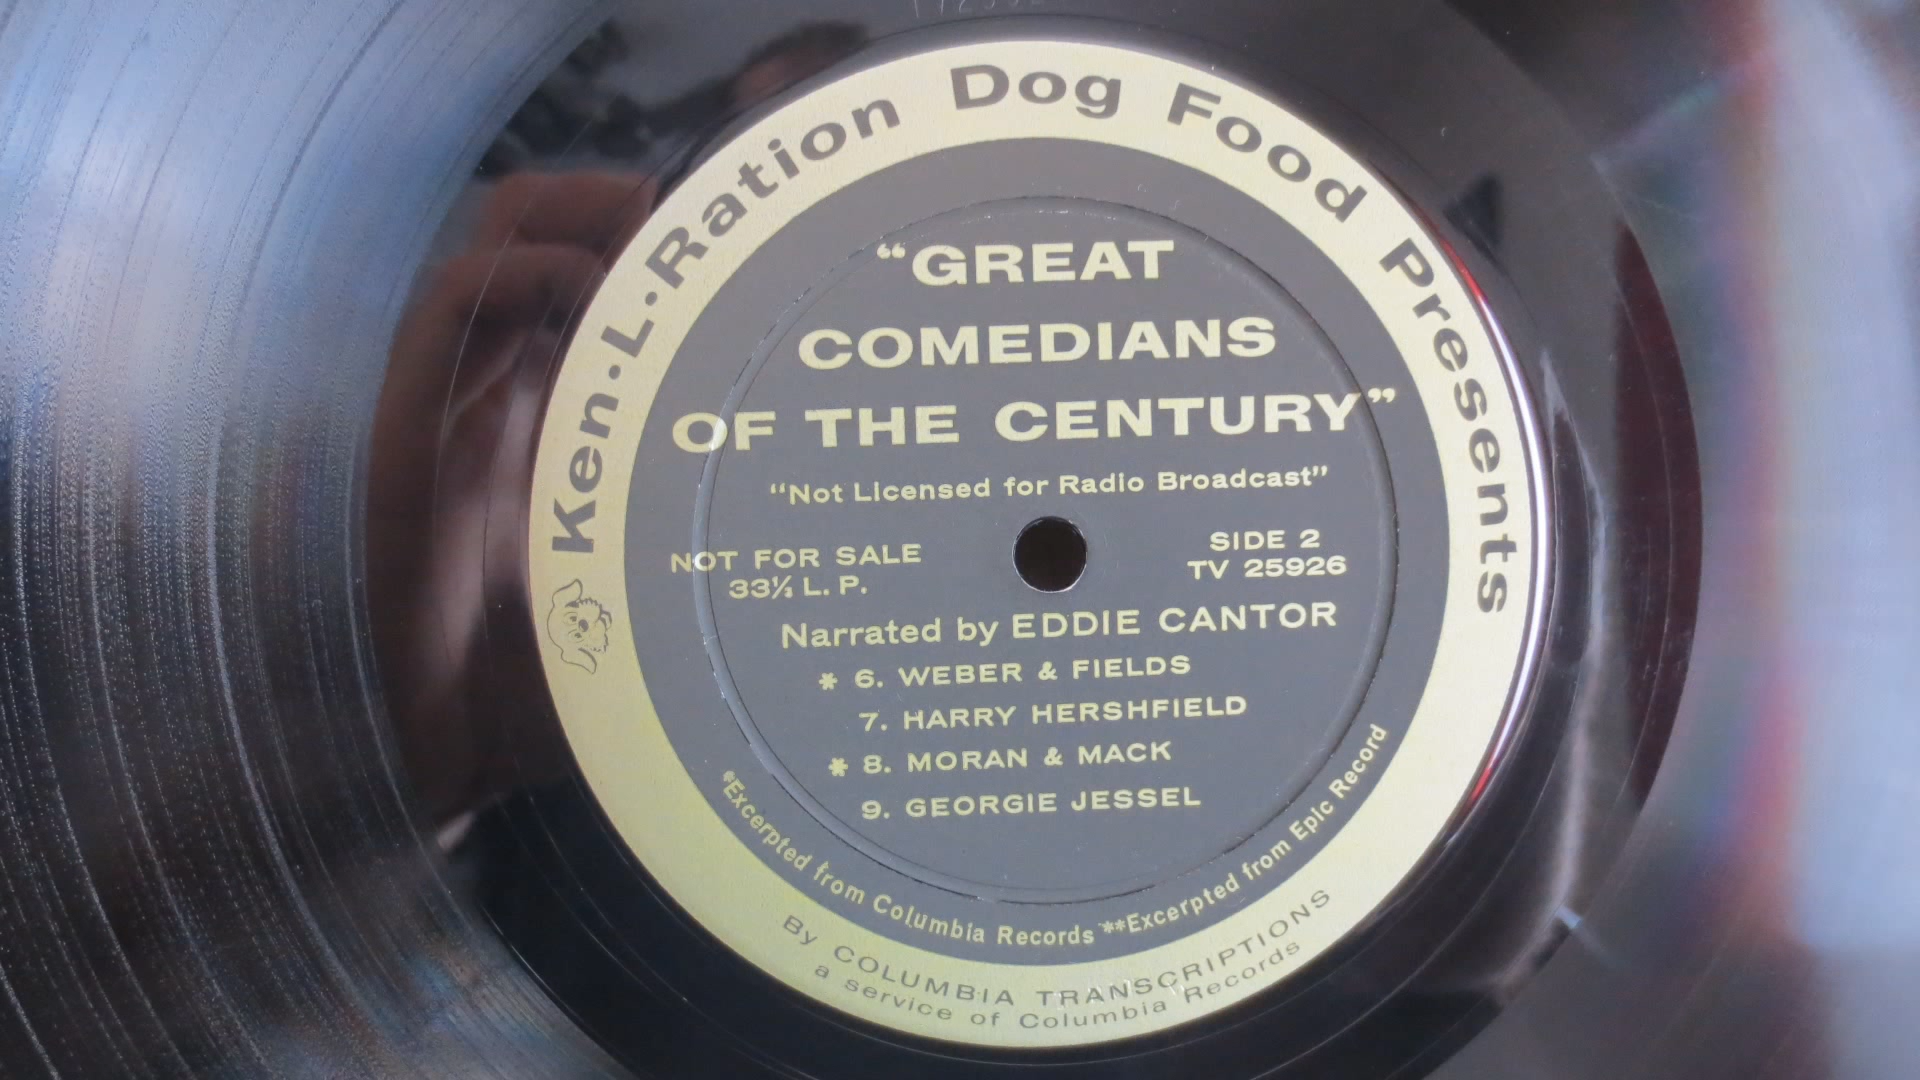 Ken-L-Ration Dog Food Presents
“GREAT
COMEDIANS
OF THE CENTURY”
“Not Licensed for Radio Broadcast”
NOT FOR SALE
33⅓ L. P.
SIDE 2
TV 25926
Narrated by EDDIE CANTOR
* 6. WEBER & FIELDS
7. HARRY HERSHFIELD
* 8. MORAN & MACK
9. GEORGIE JESSEL
*Excerpted from Columbia Records **Excerpted from Epic Record
By COLUMBIA TRANSCRIPTIONS
a service of Columbia Records